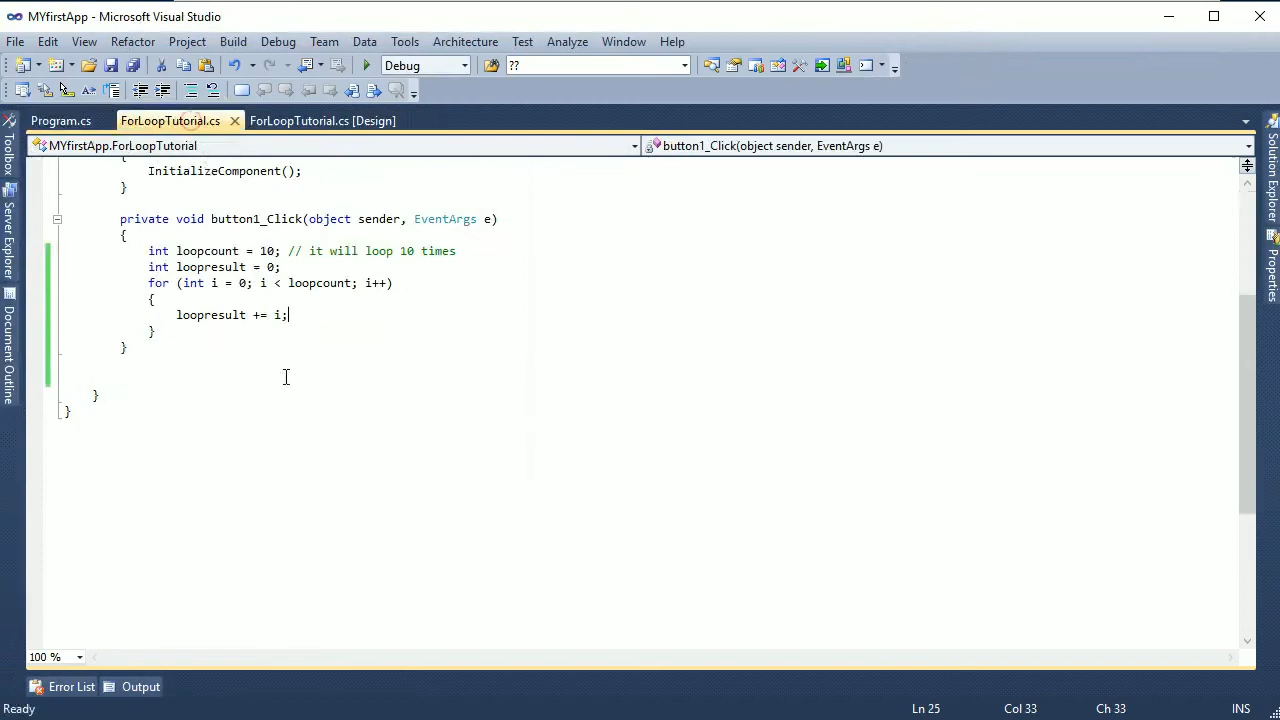 MYfirstApp - Microsoft Visual Studio
File Edit View Refactor Project Build Debug Team Data Tools Architecture Test Analyze Window Help
Debug ??
Program.cs ForLoopTutorial.cs ForLoopTutorial.cs [Design]
MYfirstApp.ForLoopTutorial button1_Click(object sender, EventArgs e)
Toolbox
Server Explorer
Document Outline
Solution Explorer
Properties
{
InitializeComponent();
}
private void button1_Click(object sender, EventArgs e)
{
int loopcount = 10; // it will loop 10 times
int loopresult = 0;
for (int i = 0; i < loopcount; i++)
{
loopresult += i;
}
}
}
}
100 %
Error List Output
Ready Ln 25 Col 33 Ch 33 INS